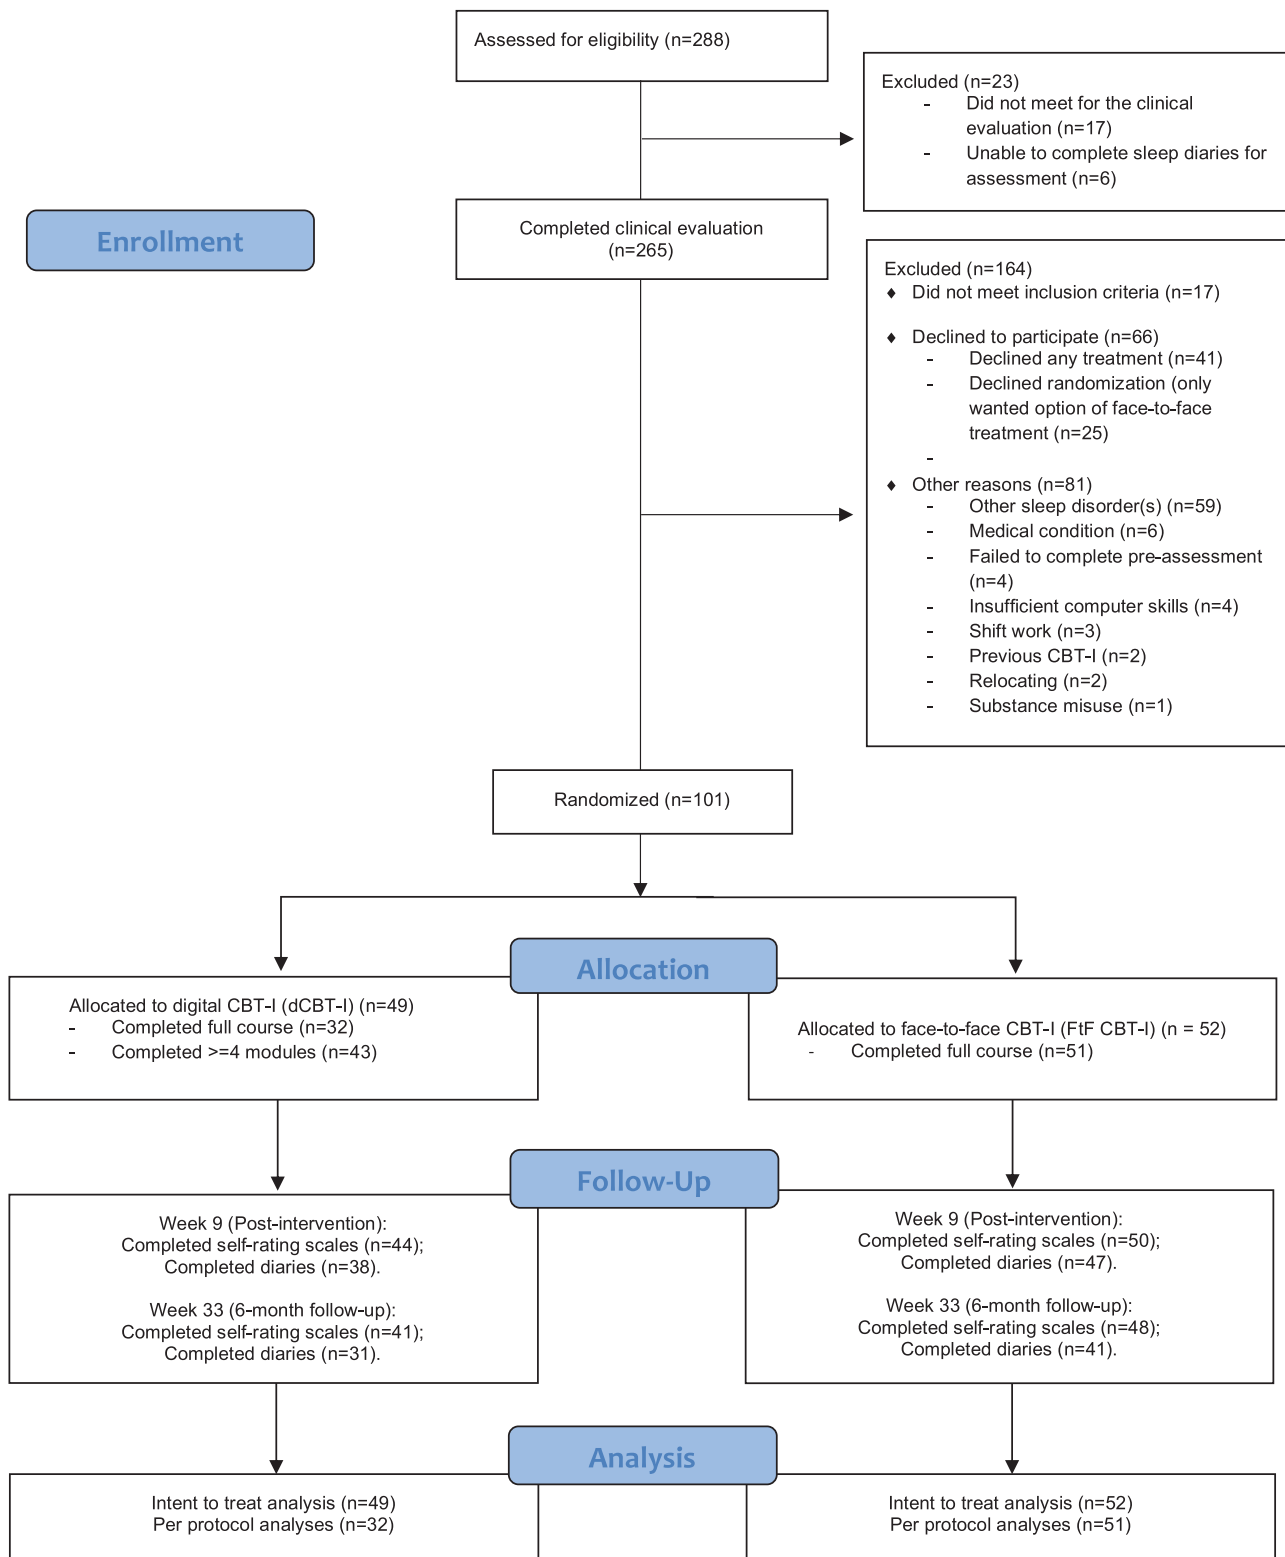 Assessed for eligibility (n=288)
Excluded (n=23)
- Did not meet for the clinical
evaluation (n=17)
- Unable to complete sleep diaries for
assessment (n=6)
Enrollment
Completed clinical evaluation
(n=265)
Excluded (n=164)
♦ Did not meet inclusion criteria (n=17)
♦ Declined to participate (n=66)
- Declined any treatment (n=41)
- Declined randomization (only
wanted option of face-to-face
treatment (n=25)
-
♦ Other reasons (n=81)
- Other sleep disorder(s) (n=59)
- Medical condition (n=6)
- Failed to complete pre-assessment
(n=4)
- Insufficient computer skills (n=4)
- Shift work (n=3)
- Previous CBT-I (n=2)
- Relocating (n=2)
- Substance misuse (n=1)
Randomized (n=101)
Allocation
Allocated to digital CBT-I (dCBT-I) (n=49)
- Completed full course (n=32)
- Completed >=4 modules (n=43)
Allocated to face-to-face CBT-I (FtF CBT-I) (n = 52)
- Completed full course (n=51)
Follow-Up
Week 9 (Post-intervention):
Completed self-rating scales (n=44);
Completed diaries (n=38).
Week 33 (6-month follow-up):
Completed self-rating scales (n=41);
Completed diaries (n=31).
Week 9 (Post-intervention):
Completed self-rating scales (n=50);
Completed diaries (n=47).
Week 33 (6-month follow-up):
Completed self-rating scales (n=48);
Completed diaries (n=41).
Analysis
Intent to treat analysis (n=49)
Per protocol analyses (n=32)
Intent to treat analysis (n=52)
Per protocol analyses (n=51)